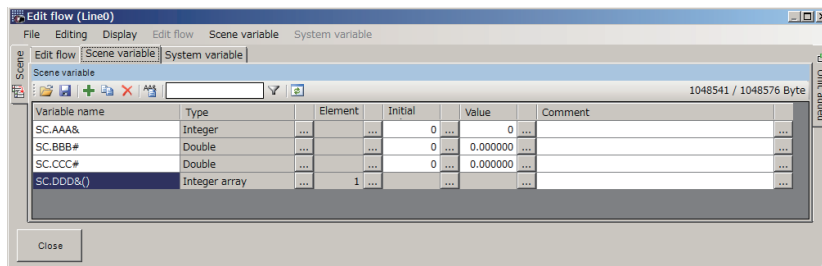 Edit flow (Line0)
File Editing Display Edit flow Scene variable System variable
Scene
Edit flow Scene variable System variable
Scene variable
1048541 / 1048576 Byte
Variable name Type Element Initial Value Comment
SC.AAA& Integer ... ... 0 ... 0 ... ...
SC.BBB# Double ... ... 0 ... 0.000000 ... ...
SC.CCC# Double ... ... 0 ... 0.000000 ... ...
SC.DDD&() Integer array ... 1 ... ... ... ...
Close